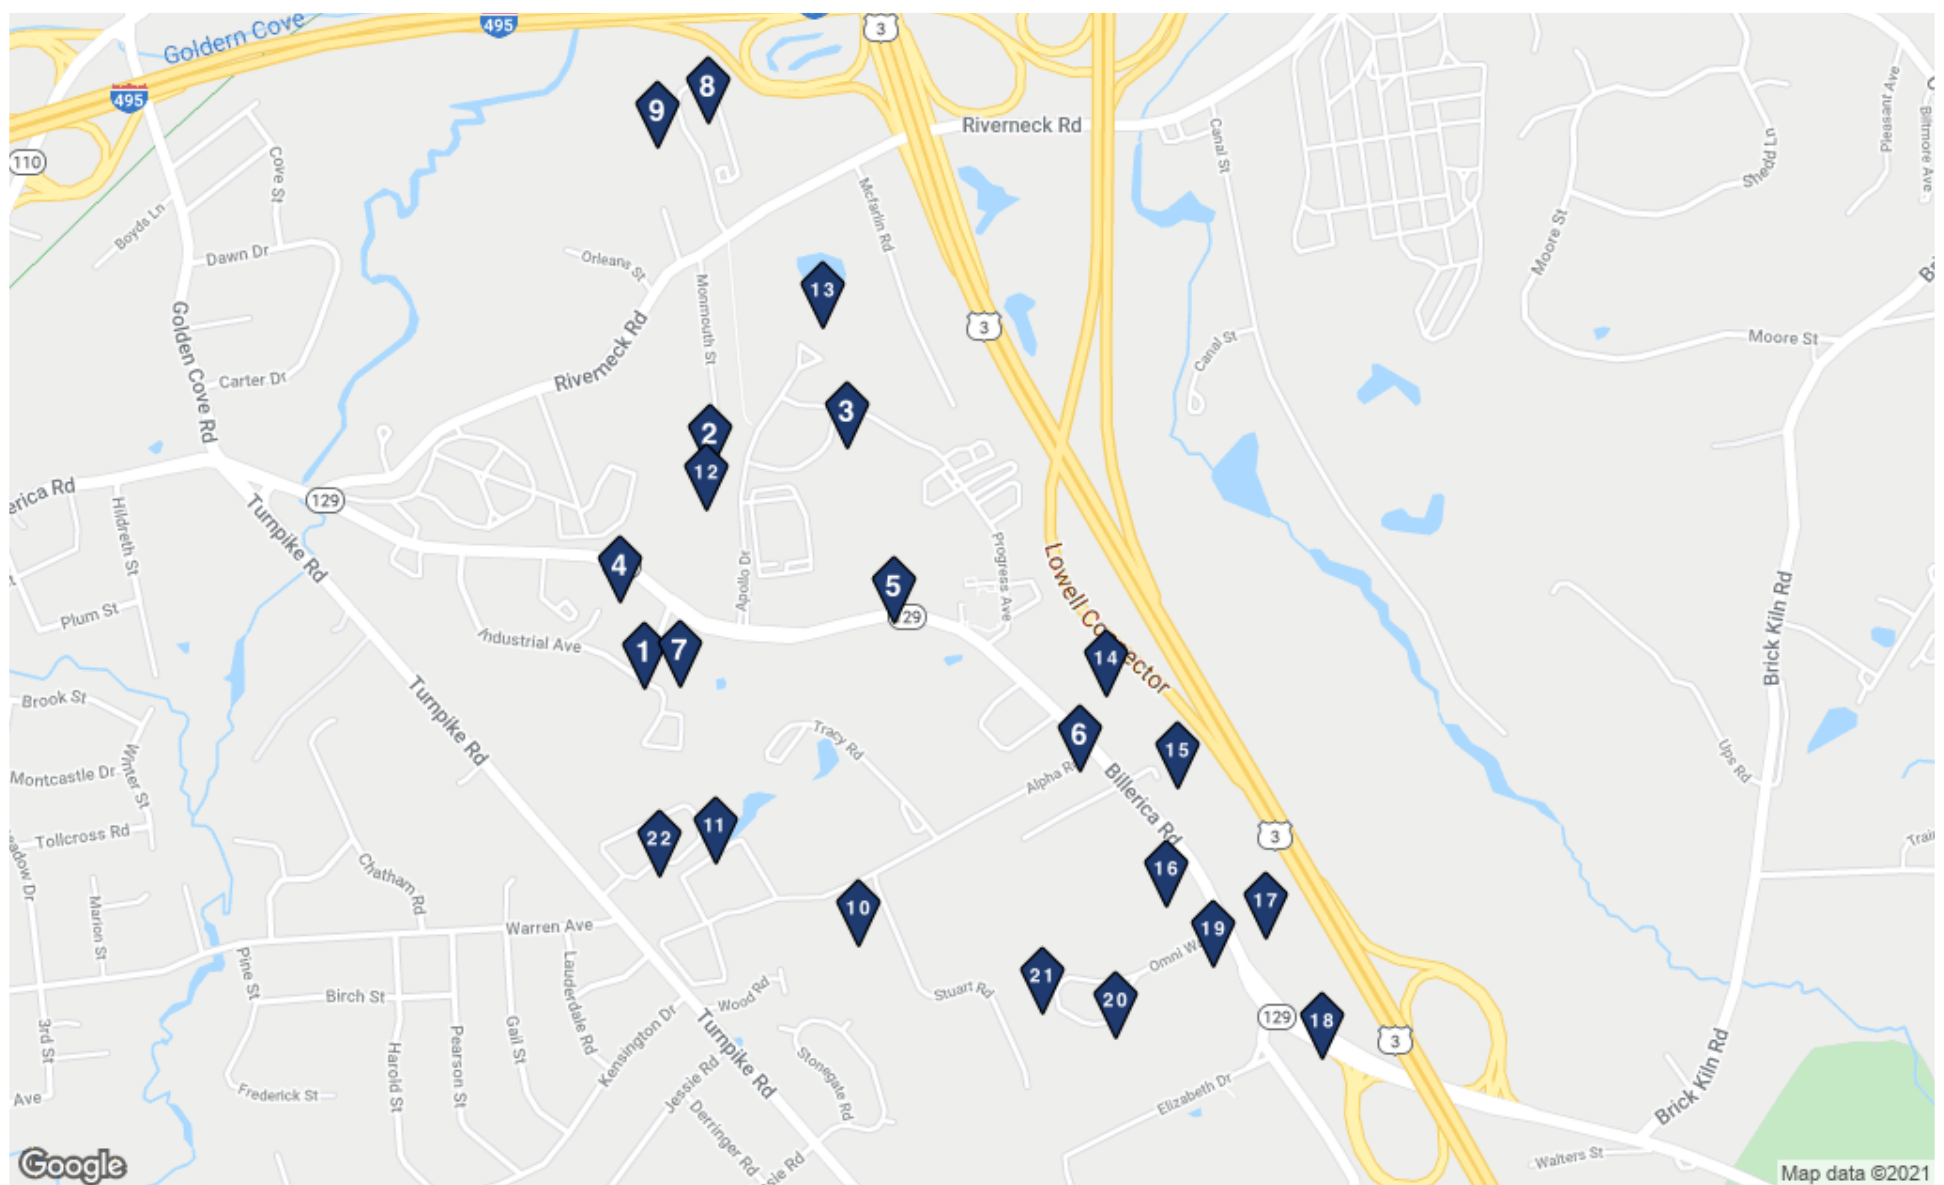 Goldern Cove
495
3
8
9
495
Riverneck Rd
110
Canal St
Pleasant Ave
Biltmore Ave
Shedd Ln
Cove St
Boyds Ln
Mcfarlin Rd
Moore St
Dawn Dr
Orleans St
13
Monmouth St
3
Golden Cove Rd
Riverneck Rd
Canal St
Moore St
Carter Dr
3
2
12
erica Rd
129
Hildreth St
Turnpike Rd
4
Apollo Dr
Progress Ave
Lowell Connector
5
129
Plum St
Industrial Ave
1
7
14
Brick Kiln Rd
Brook St
Turnpike Rd
Tracy Rd
6
15
Ups Rd
Montcastle Dr
Winter St
Alpha Rd
Billerica Rd
Tollcross Rd
22
11
3
eadow Dr
Chatham Rd
16
Marion St
10
17
Warren Ave
19
Omni Way
Pine St
Lauderdale Rd
21
20
Birch St
Wood Rd
Stuart Rd
129
18
3
3rd St
Gail St
Kensington Dr
Turnpike Rd
Harold St
Pearson St
Stonegate Rd
Ave
Frederick St
Jessie Rd
Derringer Rd
Elizabeth Dr
Brick Kiln Rd
Walters St
Google
Map data ©2021